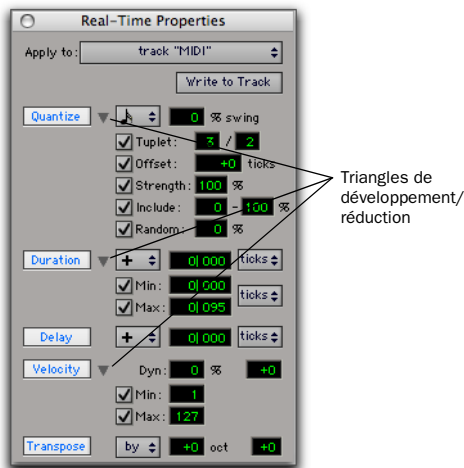 Real-Time Properties
Apply to: track "MIDI"
Write to Track
Quantize 0 % swing
Tuplet: 3 / 2
Offset: +0 ticks
Strength: 100 %
Include: 0 - 100 %
Random: 0 %
Duration + 0| 000 ticks
Min: 0| 000
Max: 0| 095 ticks
Delay + 0| 000 ticks
Velocity Dyn: 0 % +0
Min: 1
Max: 127
Transpose by +0 oct +0
Triangles de
développement/
réduction